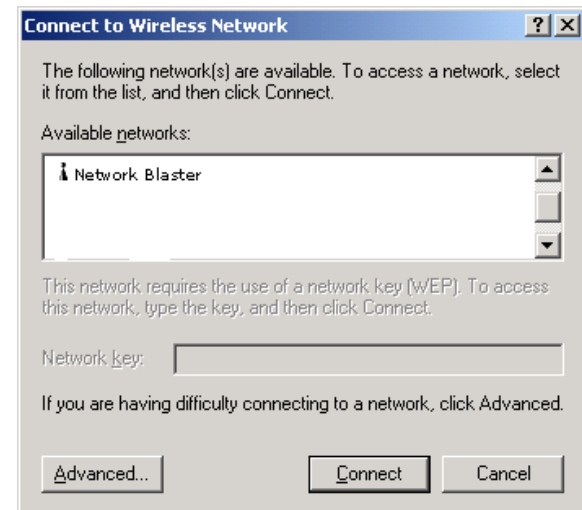 Connect to Wireless Network
The following network(s) are available. To access a network, select
it from the list, and then click Connect.
Available networks:
Network Blaster
This network requires the use of a network key (WEP). To access
this network, type the key, and then click Connect.
Network key:
If you are having difficulty connecting to a network, click Advanced.
Advanced... Connect Cancel